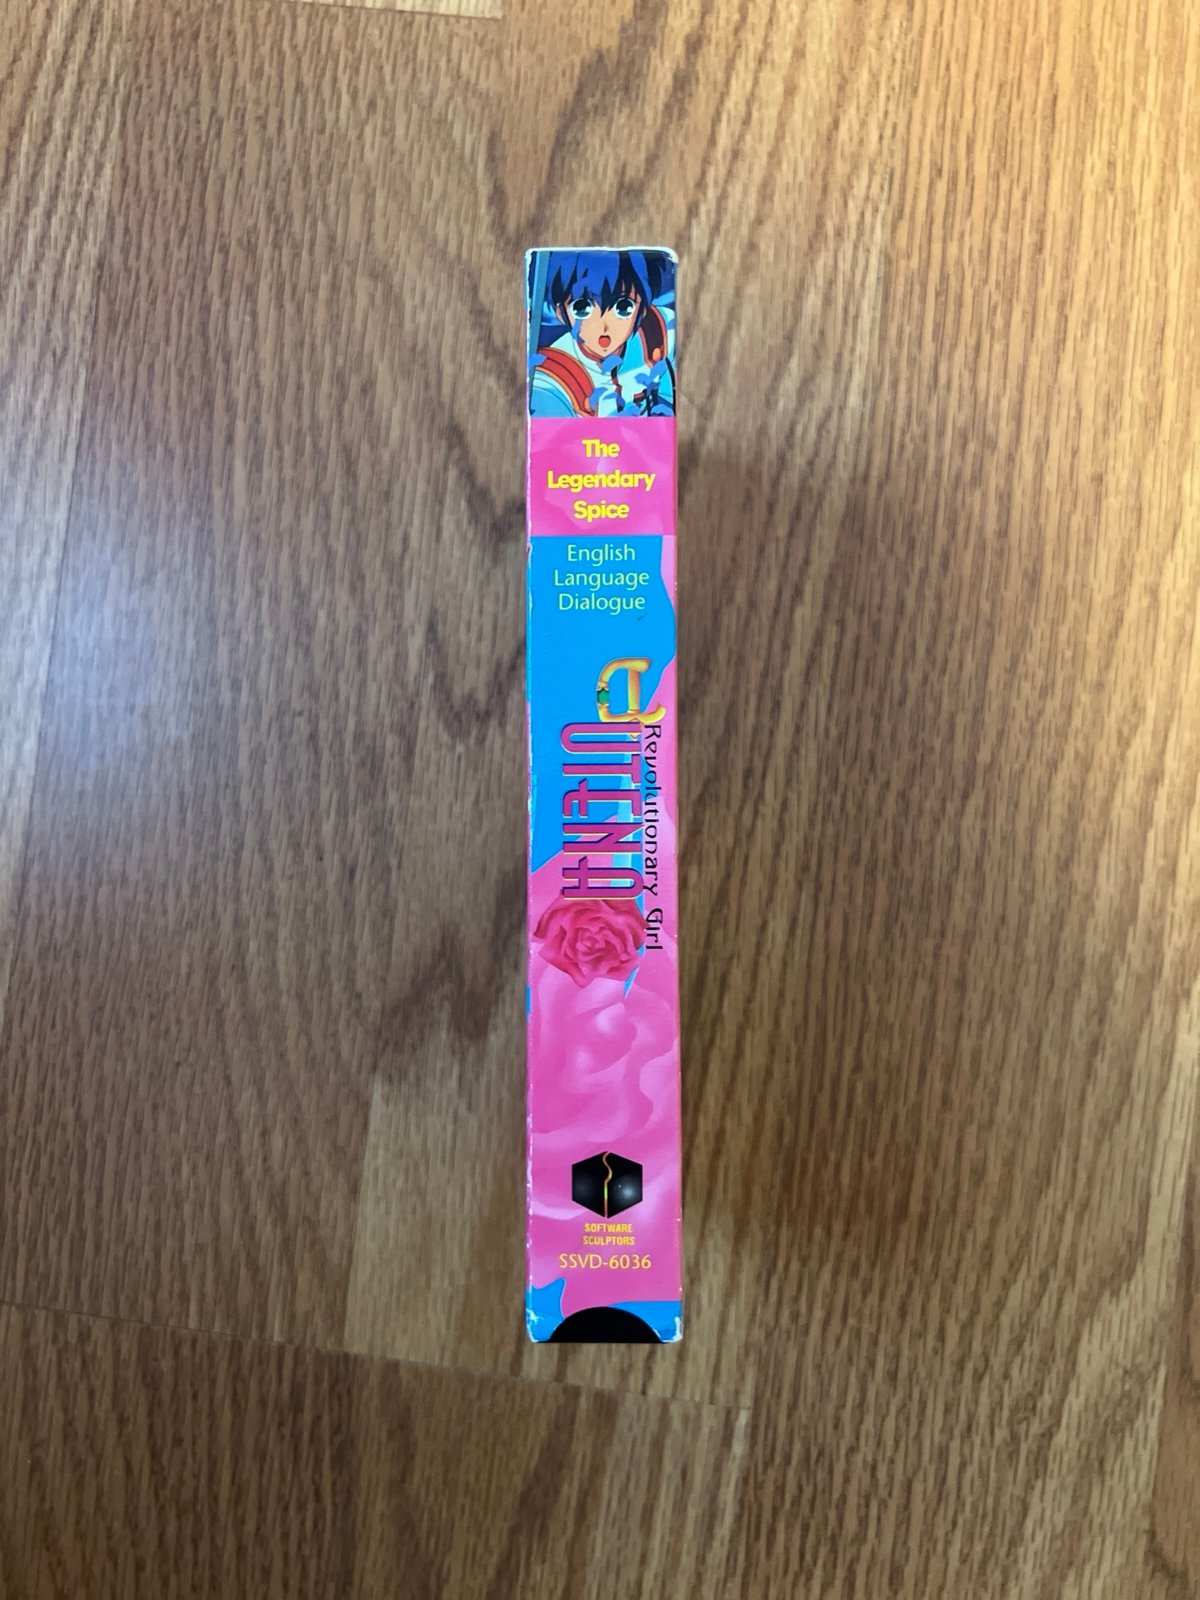 The
Legendary
Spice
English
Language
Dialogue
Revolutionary Girl
UTENA
SOFTWARE
SCULPTORS
SSVD-6036